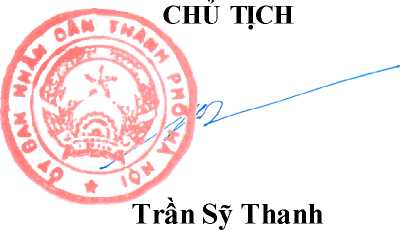 CHỦ TỊCH
ỦY BAN NHÂN DÂN THÀNH PHỐ HÀ NỘI
Trần Sỹ Thanh